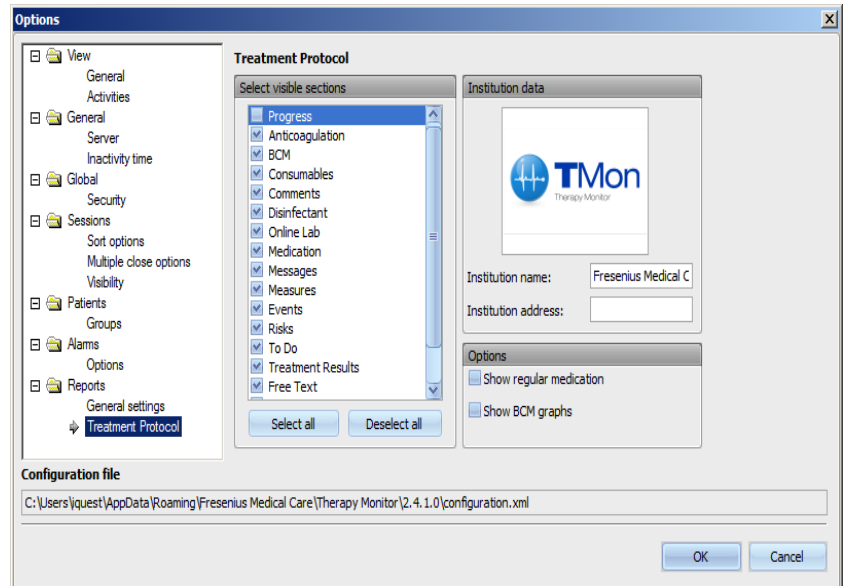 Options
View
General
Activities
General
Server
Inactivity time
Global
Security
Sessions
Sort options
Multiple close options
Visibility
Patients
Groups
Alarms
Options
Reports
General settings
Treatment Protocol
Treatment Protocol
Select visible sections
Progress
Anticoagulation
BCM
Consumables
Comments
Disinfectant
Online Lab
Medication
Messages
Measures
Events
Risks
To Do
Treatment Results
Free Text
Select all
Deselect all
Institution data
TMon
Therapy Monitor
Institution name: Fresenius Medical C
Institution address:
Options
Show regular medication
Show BCM graphs
Configuration file
C:\Users\iquest\AppData\Roaming\Fresenius Medical Care\Therapy Monitor\2.4.1.0\configuration.xml
OK
Cancel